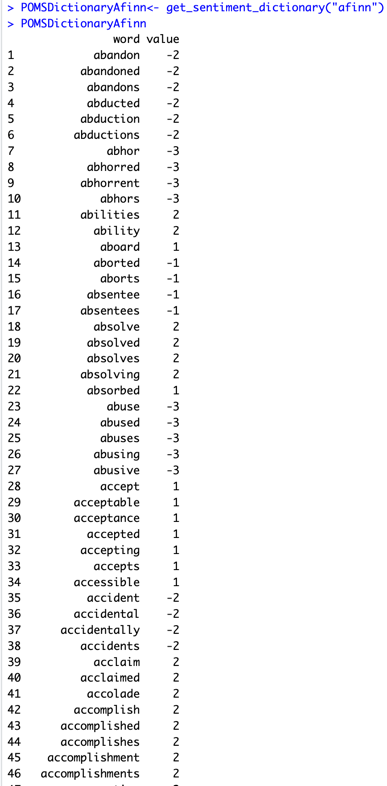 > POMSDictionaryAfinn<- get_sentiment_dictionary("afinn")
> POMSDictionaryAfinn
word value
1 abandon -2
2 abandoned -2
3 abandons -2
4 abducted -2
5 abduction -2
6 abductions -2
7 abhor -3
8 abhorred -3
9 abhorrent -3
10 abhors -3
11 abilities 2
12 ability 2
13 aboard 1
14 aborted -1
15 aborts -1
16 absentee -1
17 absentees -1
18 absolve 2
19 absolved 2
20 absolves 2
21 absolving 2
22 absorbed 1
23 abuse -3
24 abused -3
25 abuses -3
26 abusing -3
27 abusive -3
28 accept 1
29 acceptable 1
30 acceptance 1
31 accepted 1
32 accepting 1
33 accepts 1
34 accessible 1
35 accident -2
36 accidental -2
37 accidentally -2
38 accidents -2
39 acclaim 2
40 acclaimed 2
41 accolade 2
42 accomplish 2
43 accomplished 2
44 accomplishes 2
45 accomplishment 2
46 accomplishments 2